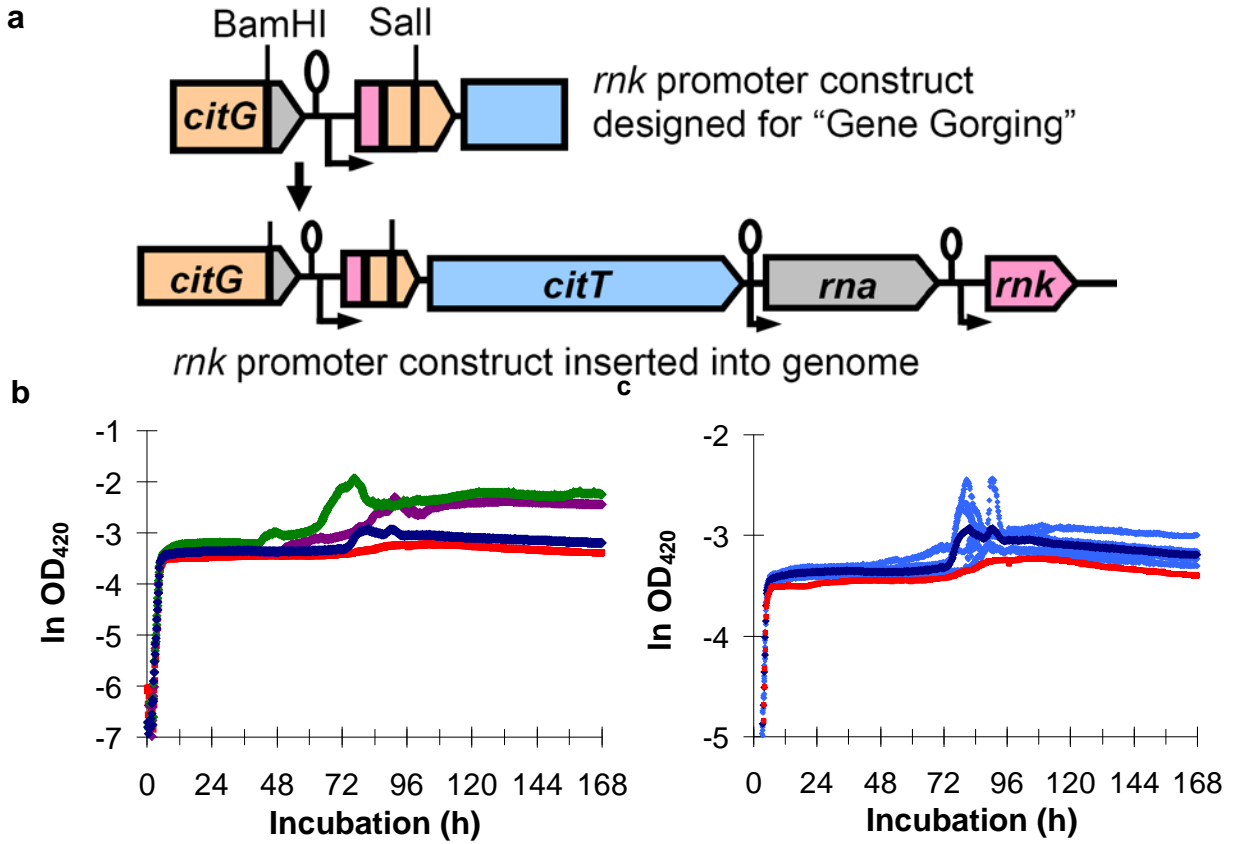 a
BamHI SalI
citG
rnk promoter construct
designed for “Gene Gorging”
citG citT rna rnk
rnk promoter construct inserted into genome
b
-1
-2
-3
-4
-5
-6
-7
ln OD420
0 24 48 72 96 120 144 168
Incubation (h)
c
-2
-3
-4
-5
ln OD420
0 24 48 72 96 120 144 168
Incubation (h)